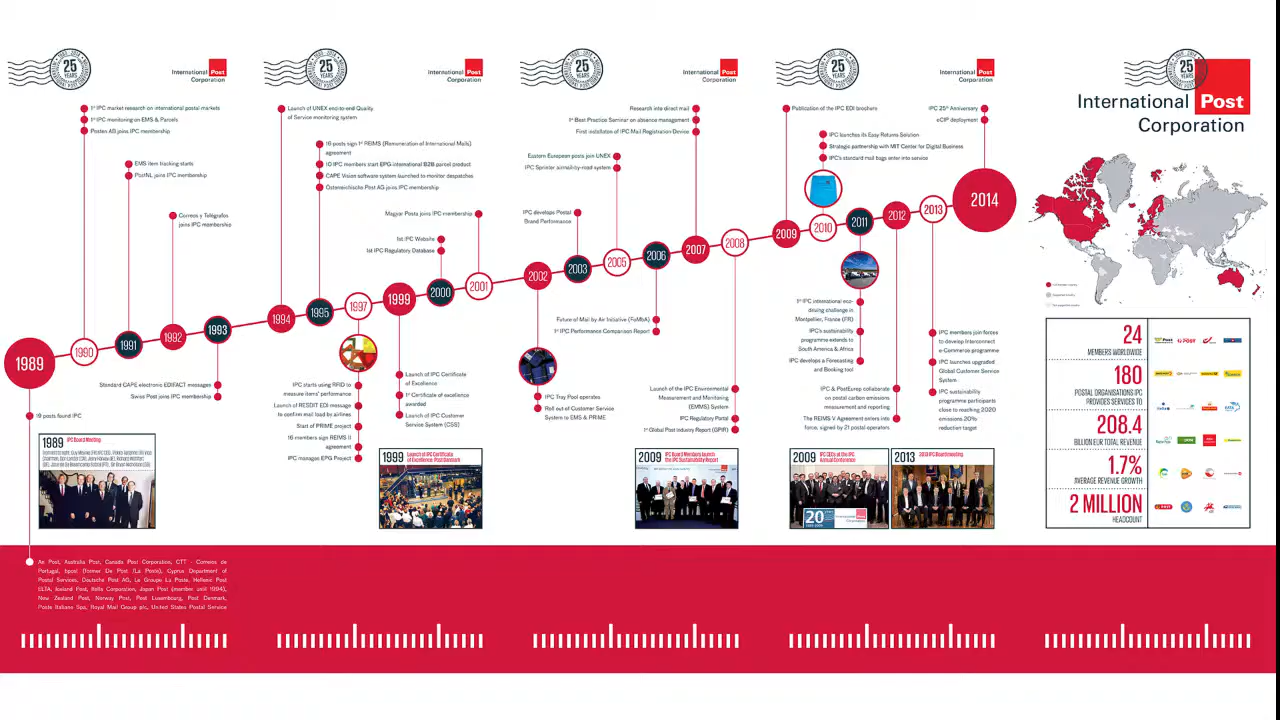 25
YEARS
International Post
Corporation
25
YEARS
International Post
Corporation
25
YEARS
International Post
Corporation
25
YEARS
International Post
Corporation
25
YEARS
International Post
Corporation
1989
19 posts found IPC
1989 IPC Board Meeting
An Post, Australia Post, Canada Post Corporation, CTT - Correios de
Portugal, bpost (former De Post /La Poste), Cyprus Department of
Postal Services, Deutsche Post AG, Le Groupe La Poste, Hellenic Post
ELTA, Iceland Post, Itella Corporation, Japan Post (member until 1994),
New Zealand Post, Norway Post, Post Luxembourg, Post Danmark,
Poste Italiane Spa, Royal Mail Group plc, United States Postal Service
1990
1st IPC market research on international postal markets
1st IPC monitoring on EMS & Parcels
Posten AB joins IPC membership
1991
EMS item tracking starts
PostNL joins IPC membership
1992
Correos y Telégrafos
joins IPC membership
1993
Standard CAPE electronic EDIFACT messages
Swiss Post joins IPC membership
1994
Launch of UNEX end-to-end Quality
of Service monitoring system
1995
16 posts sign 1st REIMS (Remuneration of International Mails)
agreement
10 IPC members start EPG international B2B parcel product
CAPE Vision software system launched to monitor despatches
Österreichische Post AG joins IPC membership
1997
IPC starts using RFID to
measure items' performance
Launch of RESDIT EDI message
to confirm mail load by airlines
Start of PRIME project
16 members sign REIMS II
agreement
IPC manages EPG Project
1999
Launch of IPC Certificate
of Excellence
1st Certificate of excellence
awarded
Launch of IPC Customer
Service System (CSS)
1999 Launch of IPC Certificate
of Excellence, Post Danmark
2000
1st IPC Website
1st IPC Regulatory Database
2001
Magyar Posta joins IPC membership
2002
IPC Tray Pool operates
Roll out of Customer Service
System to EMS & PRIME
2003
IPC develops Postal
Brand Performance
2005
Eastern European posts join UNEX
IPC Sprinter airmail-by-road system
2006
Future of Mail by Air Initiative (FoMbA)
1st IPC Performance Comparison Report
2007
Research into direct mail
1st Best Practice Seminar on absence management
First installation of IPC Mail Registration Device
2008
Launch of the IPC Environmental
Measurement and Monitoring
(EMMS) System
IPC Regulatory Portal
1st Global Post Industry Report (GPIR)
2009 IPC Board Members launch
the IPC Sustainability Report
2009
Publication of the IPC EDI brochure
2009 IPC CEOs at the IPC
Annual Conference
20
2010
IPC launches its Easy Returns Solution
Strategic partnership with MIT Center for Digital Business
IPC's standard mail bags enter into service
2011
1st IPC international eco-
driving challenge in
Montpellier, France (FR)
IPC's sustainability
programme extends to
South America & Africa
IPC develops a Forecasting
and Booking tool
2012
IPC & PostEurop collaborate
on postal carbon emissions
measurement and reporting
The REIMS V Agreement enters into
force, signed by 21 postal operators
2013
IPC members join forces
to develop Interconnect
e-Commerce programme
IPC launches upgraded
Global Customer Service
System
IPC sustainability
programme participants
close to reaching 2020
emissions 20%
reduction target
2013 2013 IPC Board meeting
2014
IPC 25th Anniversary
eCIP deployment
24
MEMBERS WORLDWIDE
180
POSTAL ORGANISATIONS IPC
PROVIDES SERVICES TO
208.4
BILLION EUR TOTAL REVENUE
1.7%
AVERAGE REVENUE GROWTH
2 MILLION
HEADCOUNT